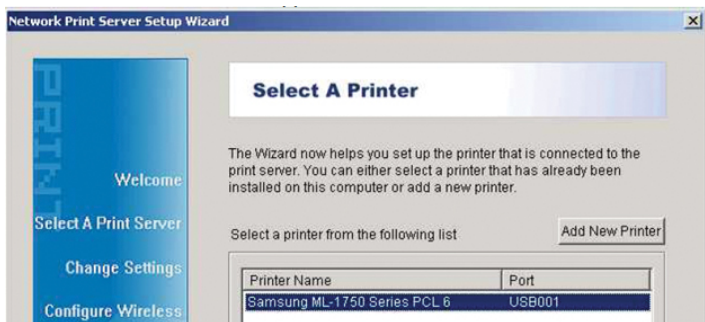 Network Print Server Setup Wizard
PRINT
Select A Printer
The Wizard now helps you set up the printer that is connected to the
print server. You can either select a printer that has already been
installed on this computer or add a new printer.
Welcome
Select A Print Server
Change Settings
Configure Wireless
Select a printer from the following list
Add New Printer
Printer Name Port
Samsung ML-1750 Series PCL 6 USB001